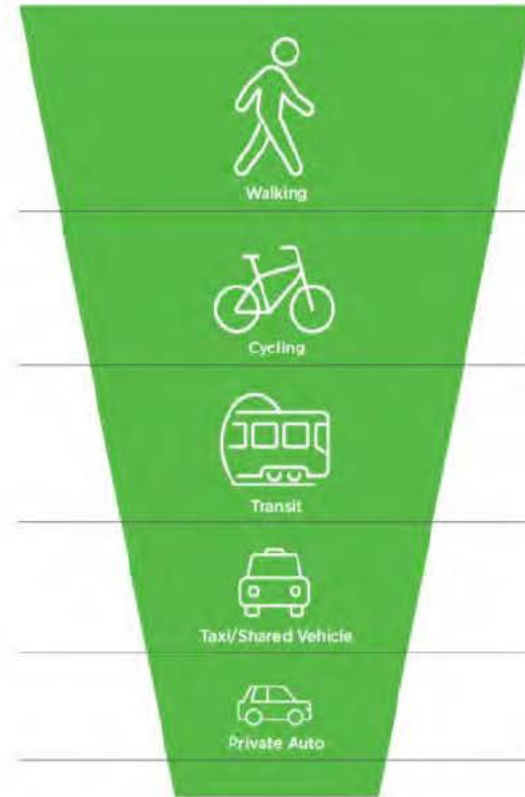 Walking
Cycling
Transit
Taxi/Shared Vehicle
Private Auto